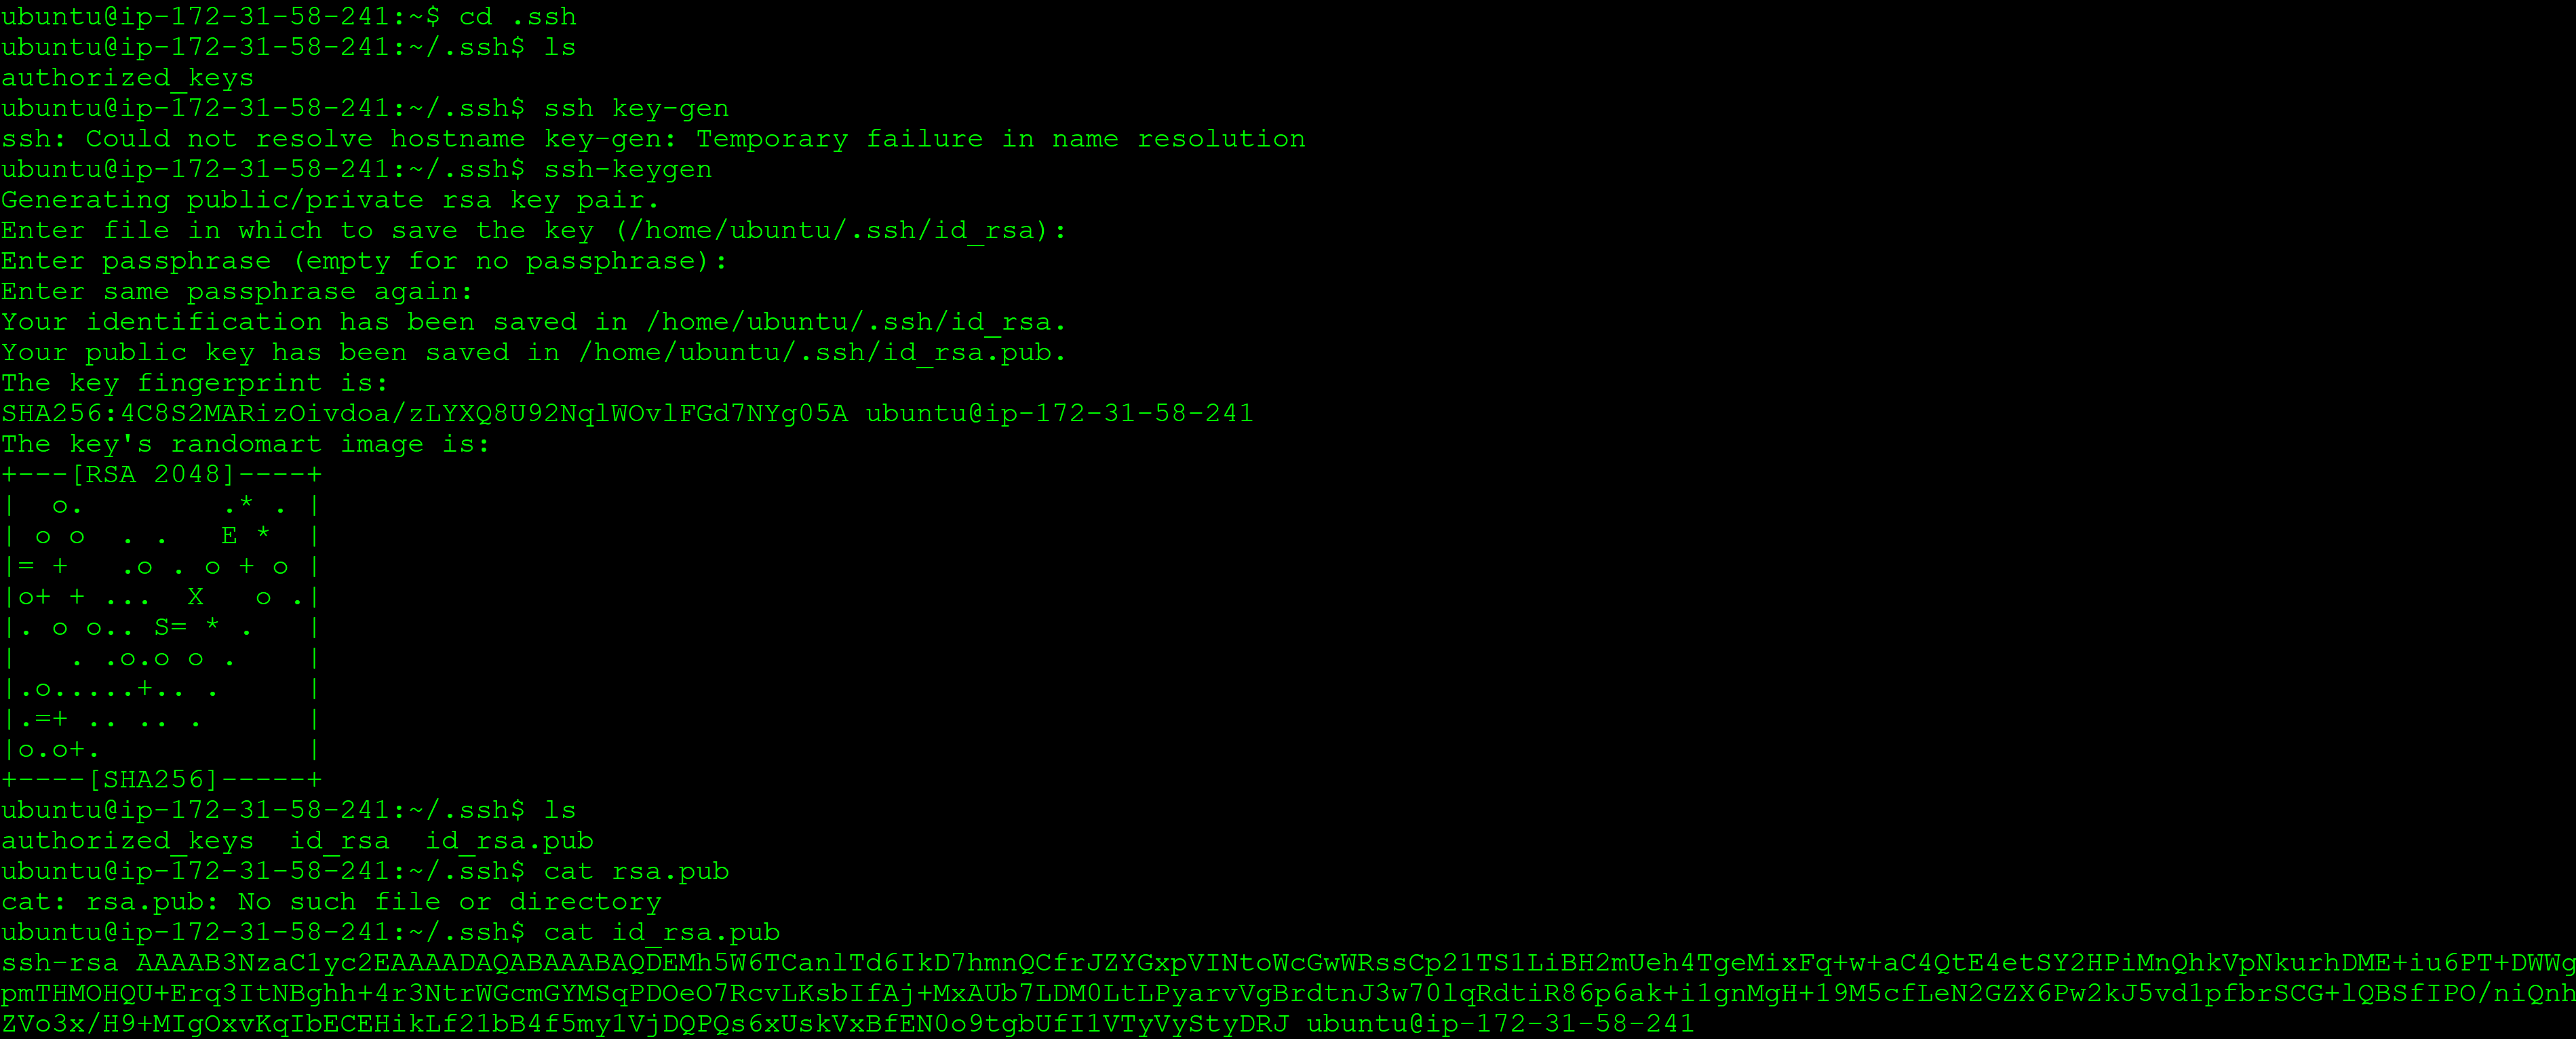 ubuntu@ip-172-31-58-241:~$ cd .ssh
ubuntu@ip-172-31-58-241:~/.ssh$ ls
authorized_keys
ubuntu@ip-172-31-58-241:~/.ssh$ ssh key-gen
ssh: Could not resolve hostname key-gen: Temporary failure in name resolution
ubuntu@ip-172-31-58-241:~/.ssh$ ssh-keygen
Generating public/private rsa key pair.
Enter file in which to save the key (/home/ubuntu/.ssh/id_rsa):
Enter passphrase (empty for no passphrase):
Enter same passphrase again:
Your identification has been saved in /home/ubuntu/.ssh/id_rsa.
Your public key has been saved in /home/ubuntu/.ssh/id_rsa.pub.
The key fingerprint is:
SHA256:4C8S2MARizOivdoa/zLYXQ8U92NqlWOvlFGd7NYg05A ubuntu@ip-172-31-58-241
The key's randomart image is:
+---[RSA 2048]----+
|  o.        .* . |
| o o  . .   E *  |
|= +   .o . o + o |
|o+ + ...  X   o .|
|. o o.. S= * .   |
|   . .o.o o .    |
|.o.....+.. .     |
|.=+ .. .. .      |
|o.o+.            |
+----[SHA256]-----+
ubuntu@ip-172-31-58-241:~/.ssh$ ls
authorized_keys  id_rsa  id_rsa.pub
ubuntu@ip-172-31-58-241:~/.ssh$ cat rsa.pub
cat: rsa.pub: No such file or directory
ubuntu@ip-172-31-58-241:~/.ssh$ cat id_rsa.pub
ssh-rsa AAAAB3NzaC1yc2EAAAADAQABAAABAQDEMh5W6TCanlTd6IkD7hmnQCfrJZYGxpVINtoWcGwWRssCp21TS1LiBH2mUeh4TgeMixFq+w+aC4QtE4etSY2HPiMnQhkVpNkurhDME+iu6PT+DWWg
pmTHMOHQU+Erq3ItNBghh+4r3NtrWGcmGYMSqPDOeO7RcvLKsbIfAj+MxAUb7LDM0LtLPyarvVgBrdtnJ3w70lqRdtiR86p6ak+i1gnMgH+19M5cfLeN2GZX6Pw2kJ5vd1pfbrSCG+lQBSfIPO/niQnh
ZVo3x/H9+MIgOxvKqIbECEHikLf21bB4f5my1VjDQPQs6xUskVxBfEN0o9tgbUfI1VTyVyStyDRJ ubuntu@ip-172-31-58-241